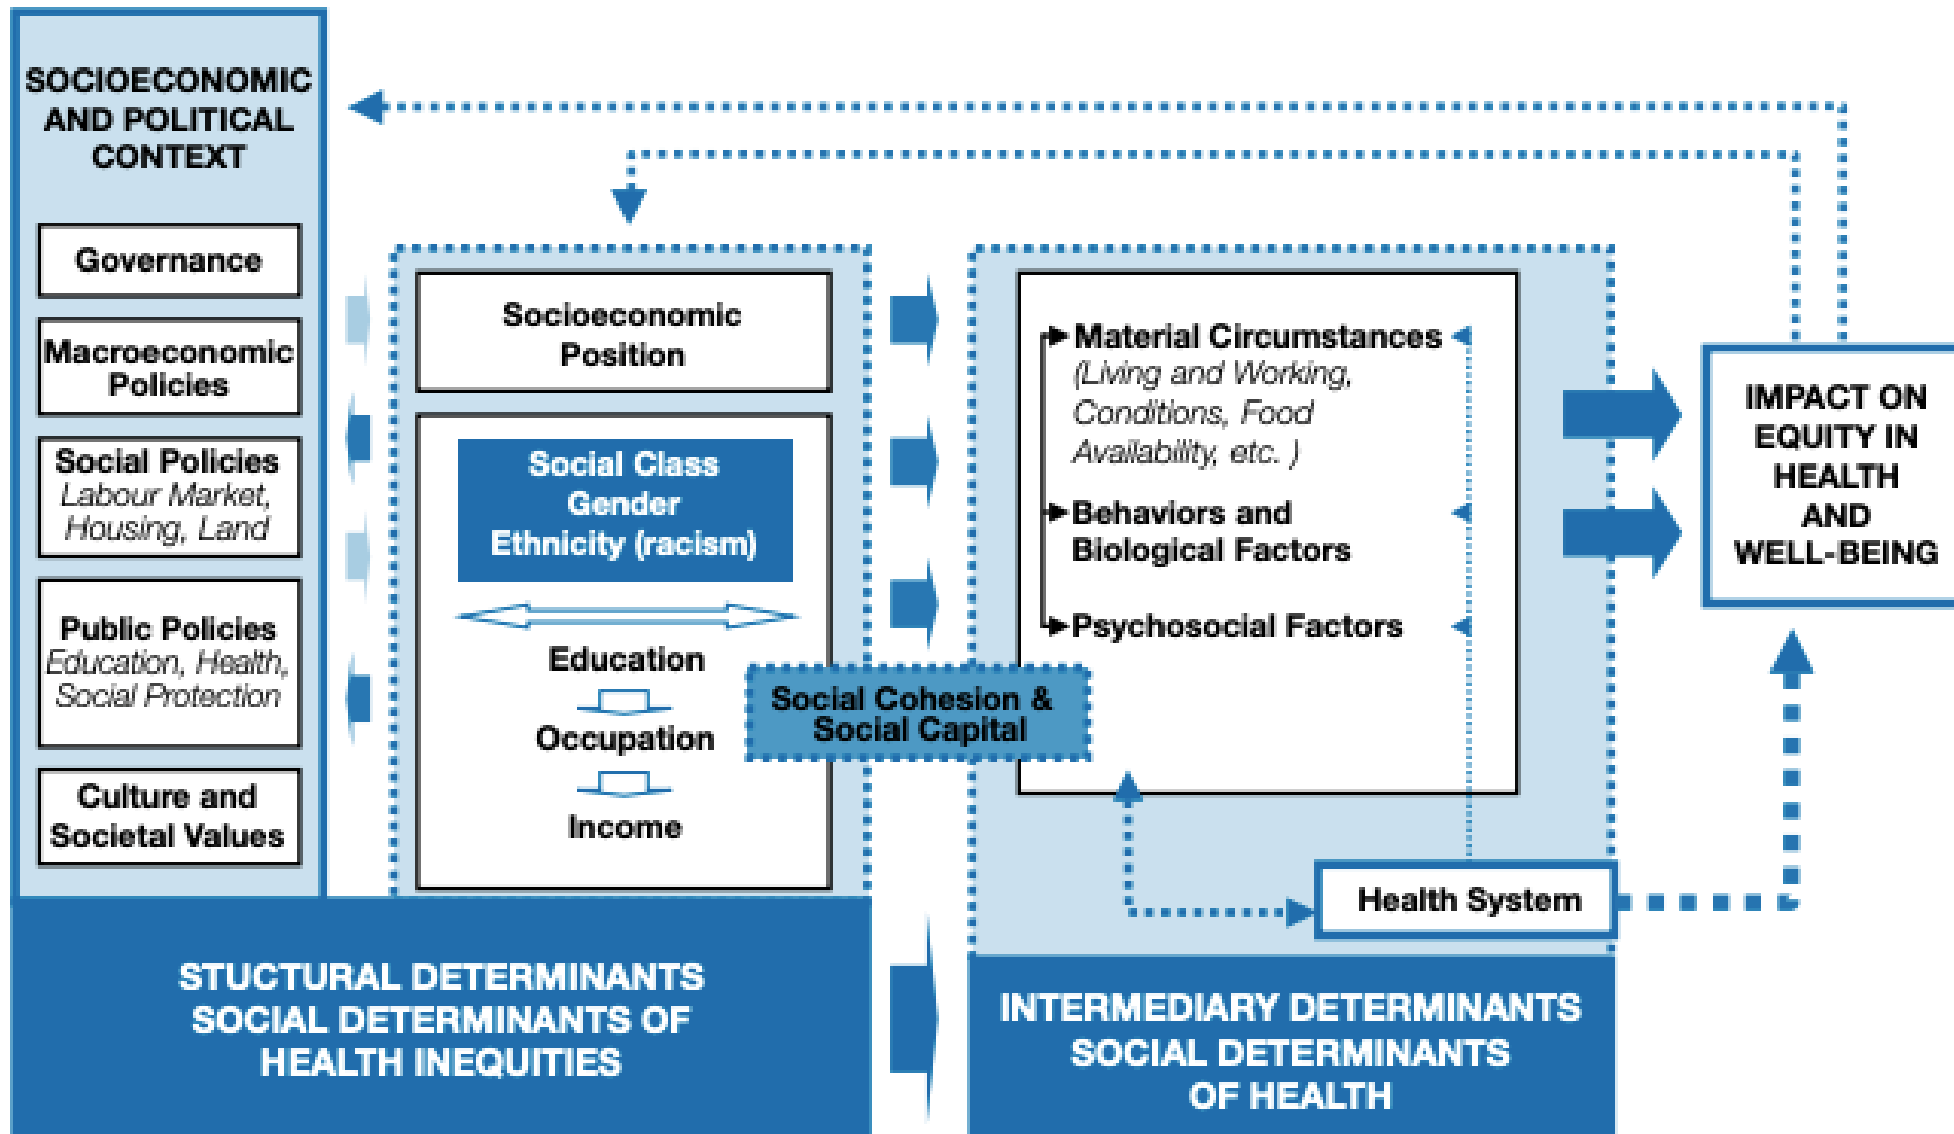 SOCIOECONOMIC
AND POLITICAL
CONTEXT
Governance
Macroeconomic
Policies
Social Policies
Labour Market,
Housing, Land
Public Policies
Education, Health,
Social Protection
Culture and
Societal Values
Socioeconomic
Position
Social Class
Gender
Ethnicity (racism)
Education
Occupation
Income
Social Cohesion &
Social Capital
Material Circumstances
(Living and Working,
Conditions, Food
Availability, etc. )
Behaviors and
Biological Factors
Psychosocial Factors
Health System
IMPACT ON
EQUITY IN
HEALTH
AND
WELL-BEING
STUCTURAL DETERMINANTS
SOCIAL DETERMINANTS OF
HEALTH INEQUITIES
INTERMEDIARY DETERMINANTS
SOCIAL DETERMINANTS
OF HEALTH